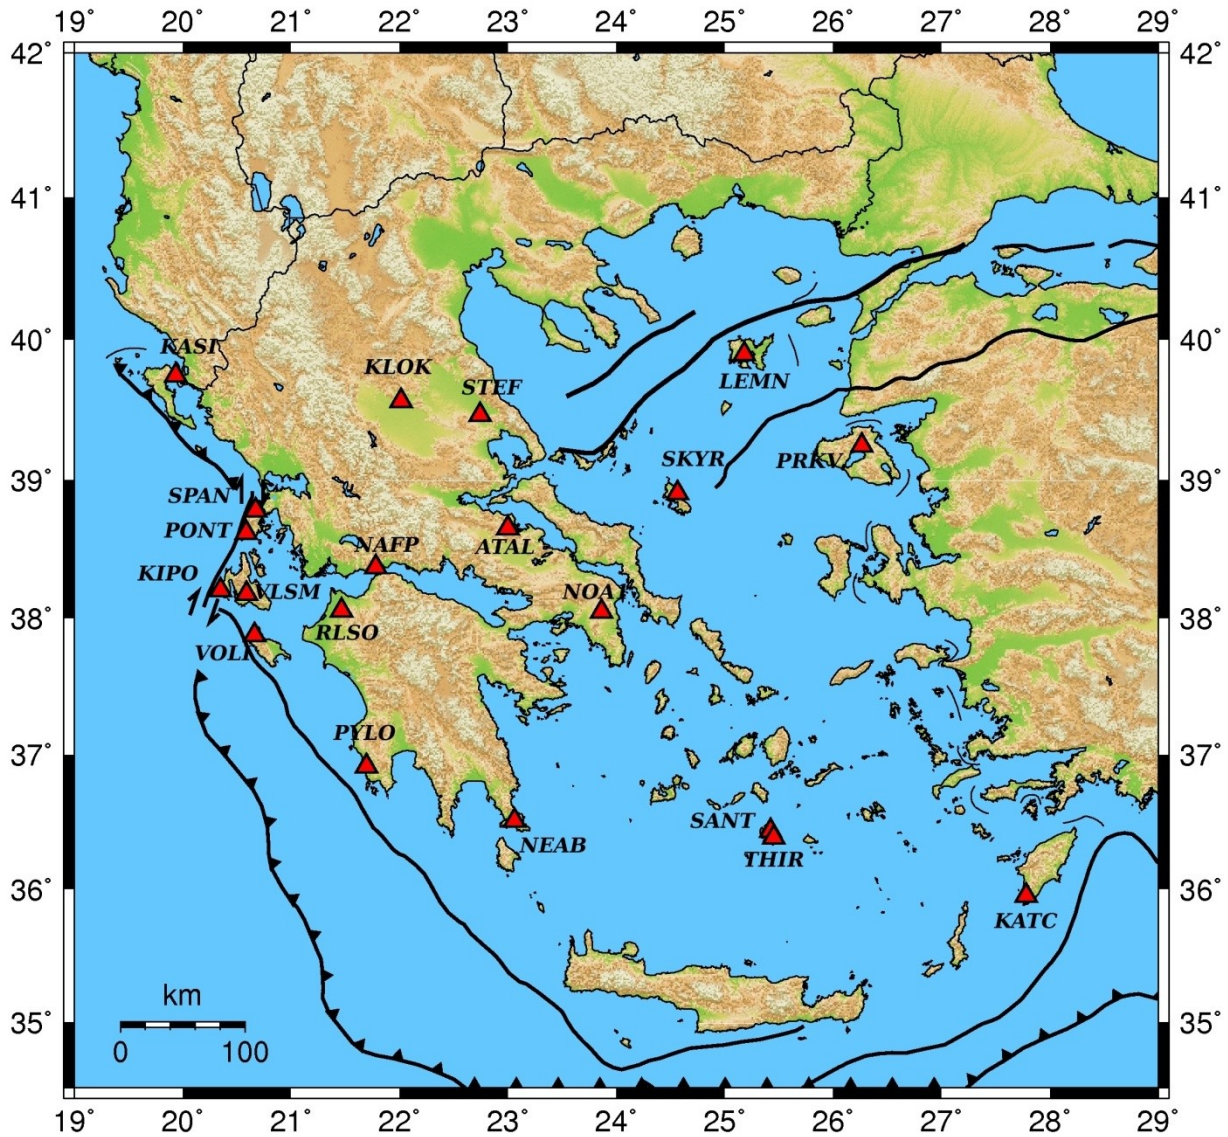 19° 20° 21° 22° 23° 24° 25° 26° 27° 28° 29°
42° 42°
41° 41°
40° 40°
KASI
KLOK
STEF
LEMN
SKYR
PRKV
39° 39°
SPAN
PONT
ATAL
NAFP
KIPO
VLSM
NOA1
38° 38°
RLSO
VOLI
PYLO
37° 37°
SANT
NEAB
THIR
36° 36°
KATC
km
35° 35°
0 100
19° 20° 21° 22° 23° 24° 25° 26° 27° 28° 29°